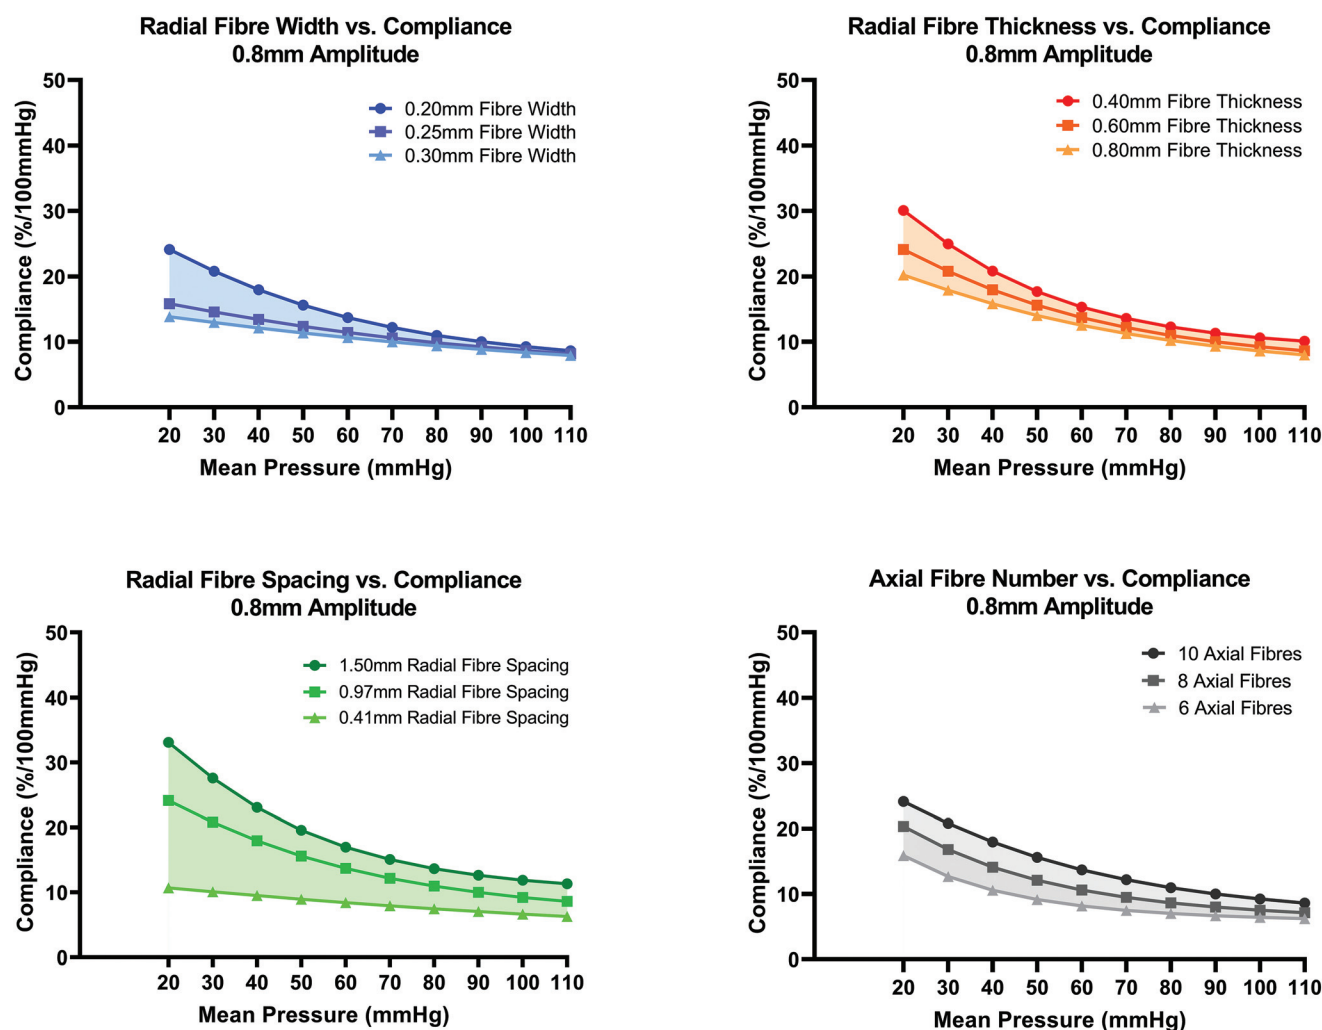 Radial Fibre Width vs. Compliance
0.8mm Amplitude
Compliance (%/100mmHg)
50
40
30
20
10
0
0.20mm Fibre Width
0.25mm Fibre Width
0.30mm Fibre Width
20 30 40 50 60 70 80 90 100 110
Mean Pressure (mmHg)
Radial Fibre Thickness vs. Compliance
0.8mm Amplitude
Compliance (%/100mmHg)
50
40
30
20
10
0
0.40mm Fibre Thickness
0.60mm Fibre Thickness
0.80mm Fibre Thickness
20 30 40 50 60 70 80 90 100 110
Mean Pressure (mmHg)
Radial Fibre Spacing vs. Compliance
0.8mm Amplitude
Compliance (%/100mmHg)
50
40
30
20
10
0
1.50mm Radial Fibre Spacing
0.97mm Radial Fibre Spacing
0.41mm Radial Fibre Spacing
20 30 40 50 60 70 80 90 100 110
Mean Pressure (mmHg)
Axial Fibre Number vs. Compliance
0.8mm Amplitude
Compliance (%/100mmHg)
50
40
30
20
10
0
10 Axial Fibres
8 Axial Fibres
6 Axial Fibres
20 30 40 50 60 70 80 90 100 110
Mean Pressure (mmHg)